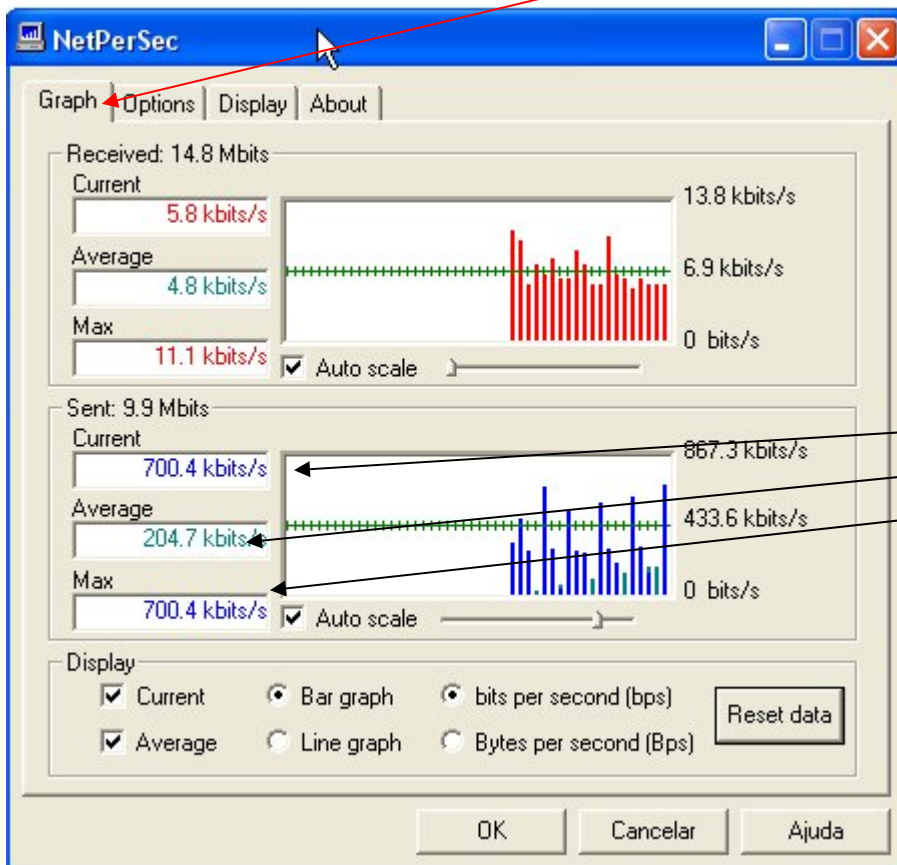 NetPerSec
Graph Options Display About
Received: 14.8 Mbits
Current
5.8 kbits/s
Average
4.8 kbits/s
Max
11.1 kbits/s
13.8 kbits/s
6.9 kbits/s
0 bits/s
Auto scale
Sent: 9.9 Mbits
Current
700.4 kbits/s
Average
204.7 kbits/s
Max
700.4 kbits/s
867.3 kbits/s
433.6 kbits/s
0 bits/s
Auto scale
Display
Current Bar graph bits per second (bps)
Average Line graph Bytes per second (Bps)
Reset data
OK Cancelar Ajuda